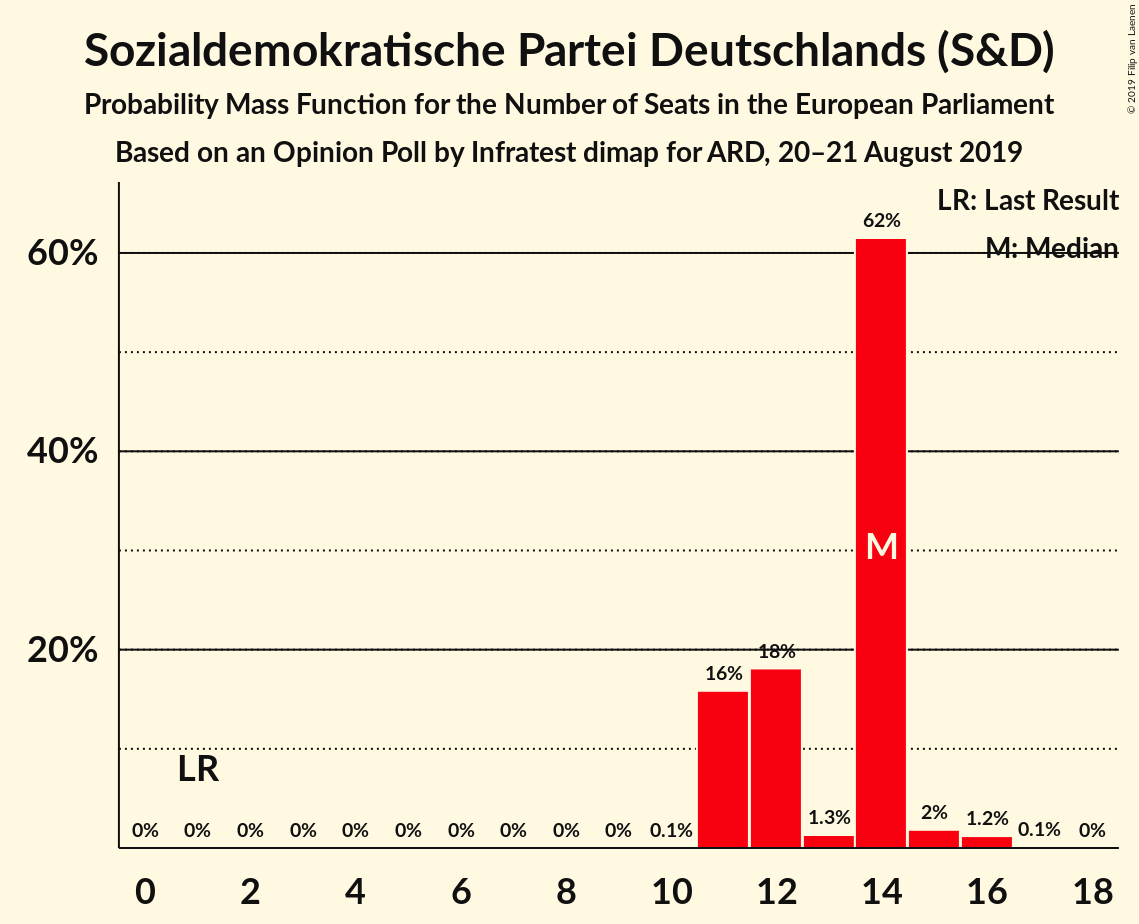 Sozialdemokratische Partei Deutschlands (S&D)
Probability Mass Function for the Number of Seats in the European Parliament
Based on an Opinion Poll by Infratest dimap for ARD, 20–21 August 2019
© 2019 Filip van Laenen
LR: Last Result
M: Median
60%
40%
20%
62%
M
18%
16%
LR
0% 0% 0% 0% 0% 0% 0% 0% 0% 0% 0.1% 1.3% 2% 1.2% 0.1% 0%
0 2 4 6 8 10 12 14 16 18